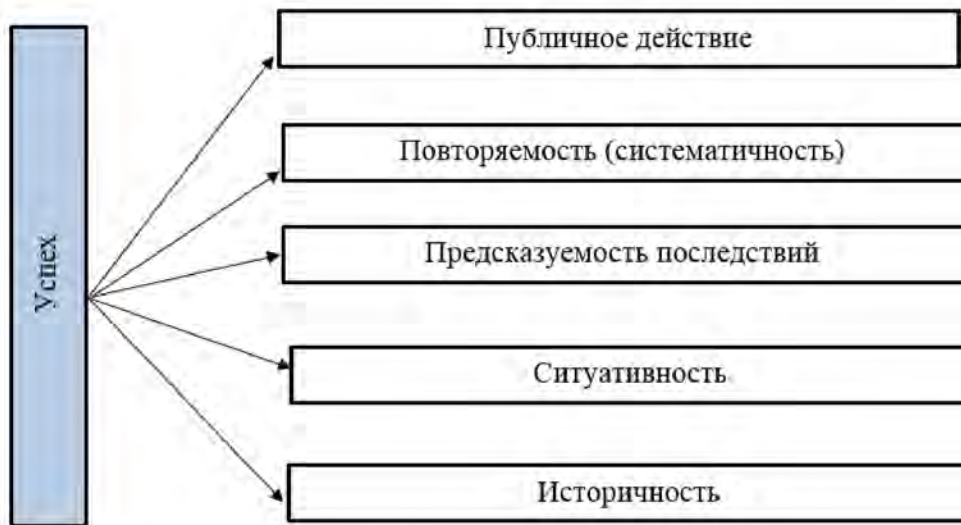 Успех
Публичное действие
Повторяемость (систематичность)
Предсказуемость последствий
Ситуативность
Историчность